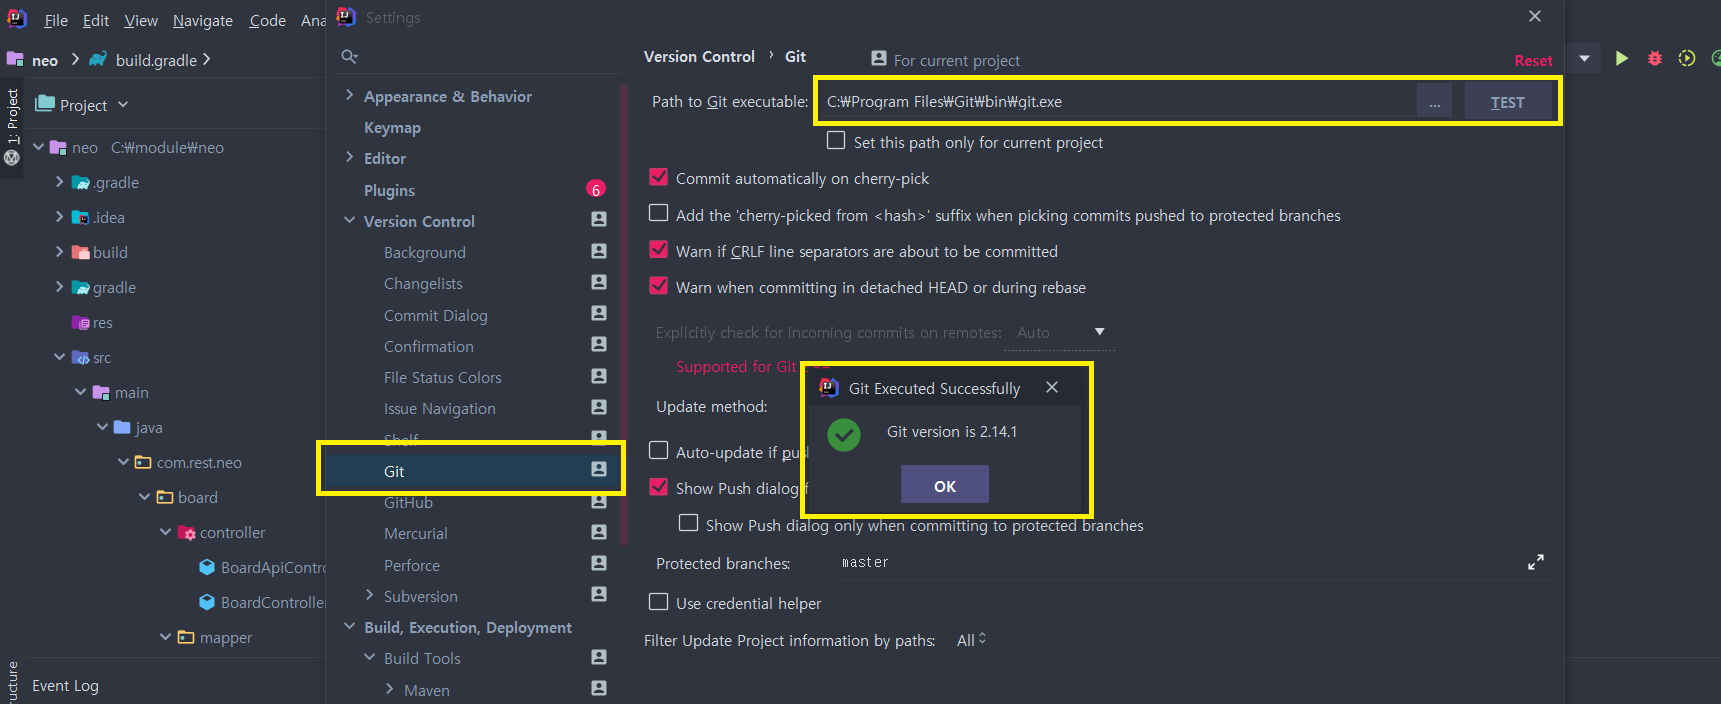 File Edit View Navigate Code Ana
neo build.gradle
1: Project
Project
neo C:₩module₩neo
.gradle
.idea
build
gradle
res
src
main
java
com.rest.neo
board
controller
BoardApiContro
BoardController
mapper
ucture
Event Log
Settings
Appearance & Behavior
Keymap
Editor
Plugins 6
Version Control
Background
Changelists
Commit Dialog
Confirmation
File Status Colors
Issue Navigation
Shelf
Git
GitHub
Mercurial
Perforce
Subversion
Build, Execution, Deployment
Build Tools
Maven
Version Control › Git For current project Reset
Path to Git executable: C:₩Program Files₩Git₩bin₩git.exe ... TEST
Set this path only for current project
Commit automatically on cherry-pick
Add the 'cherry-picked from <hash>' suffix when picking commits pushed to protected branches
Warn if CRLF line separators are about to be committed
Warn when committing in detached HEAD or during rebase
Explicitly check for incoming commits on remotes: Auto
Supported for Git
Update method:
Auto-update if pus
Show Push dialog f
Show Push dialog only when committing to protected branches
Protected branches: master
Use credential helper
Filter Update Project information by paths: All
Git Executed Successfully
Git version is 2.14.1
OK